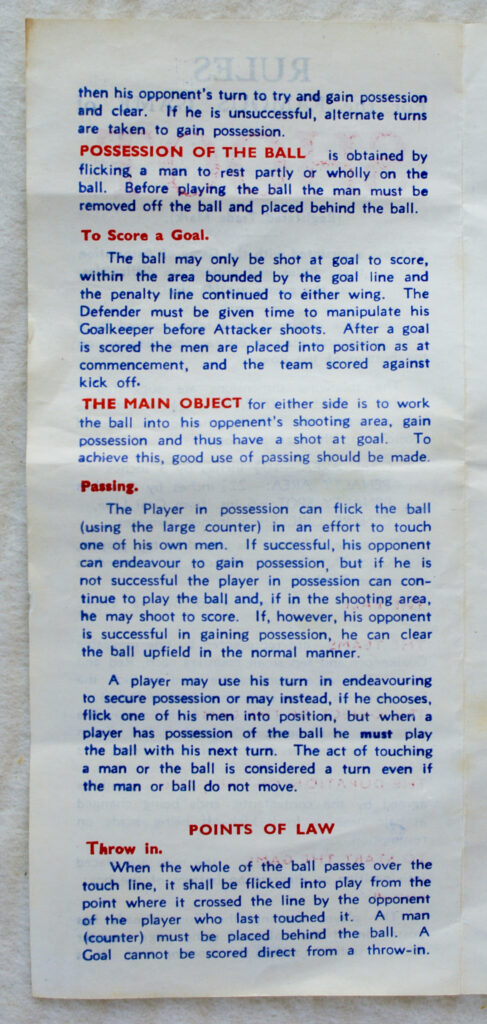 then his opponent's turn to try and gain possession
and clear. If he is unsuccessful, alternate turns
are taken to gain possession.
POSSESSION OF THE BALL is obtained by
flicking a man to rest partly or wholly on the
ball. Before playing the ball the man must be
removed off the ball and placed behind the ball.
To Score a Goal.
The ball may only be shot at goal to score,
within the area bounded by the goal line and
the penalty line continued to either wing. The
Defender must be given time to manipulate his
Goalkeeper before Attacker shoots. After a goal
is scored the men are placed into position as at
commencement, and the team scored against
kick off.
THE MAIN OBJECT for either side is to work
the ball into his oppenent's shooting area, gain
possession and thus have a shot at goal. To
achieve this, good use of passing should be made.
Passing.
The Player in possession can flick the ball
(using the large counter) in an effort to touch
one of his own men. If successful, his opponent
can endeavour to gain possession, but if he is
not successful the player in possession can con-
tinue to play the ball and, if in the shooting area,
he may shoot to score. If, however, his opponent
is successful in gaining possession, he can clear
the ball upfield in the normal manner.
A player may use his turn in endeavouring
to secure possession or may instead, if he chooses,
flick one of his men into position, but when a
player has possession of the ball he must play
the ball with his next turn. The act of touching
a man or the ball is considered a turn even if
the man or ball do not move.
POINTS OF LAW
Throw in.
When the whole of the ball passes over the
touch line, it shall be flicked into play from the
point where it crossed the line by the opponent
of the player who last touched it. A man
(counter) must be placed behind the ball. A
Goal cannot be scored direct from a throw-in.